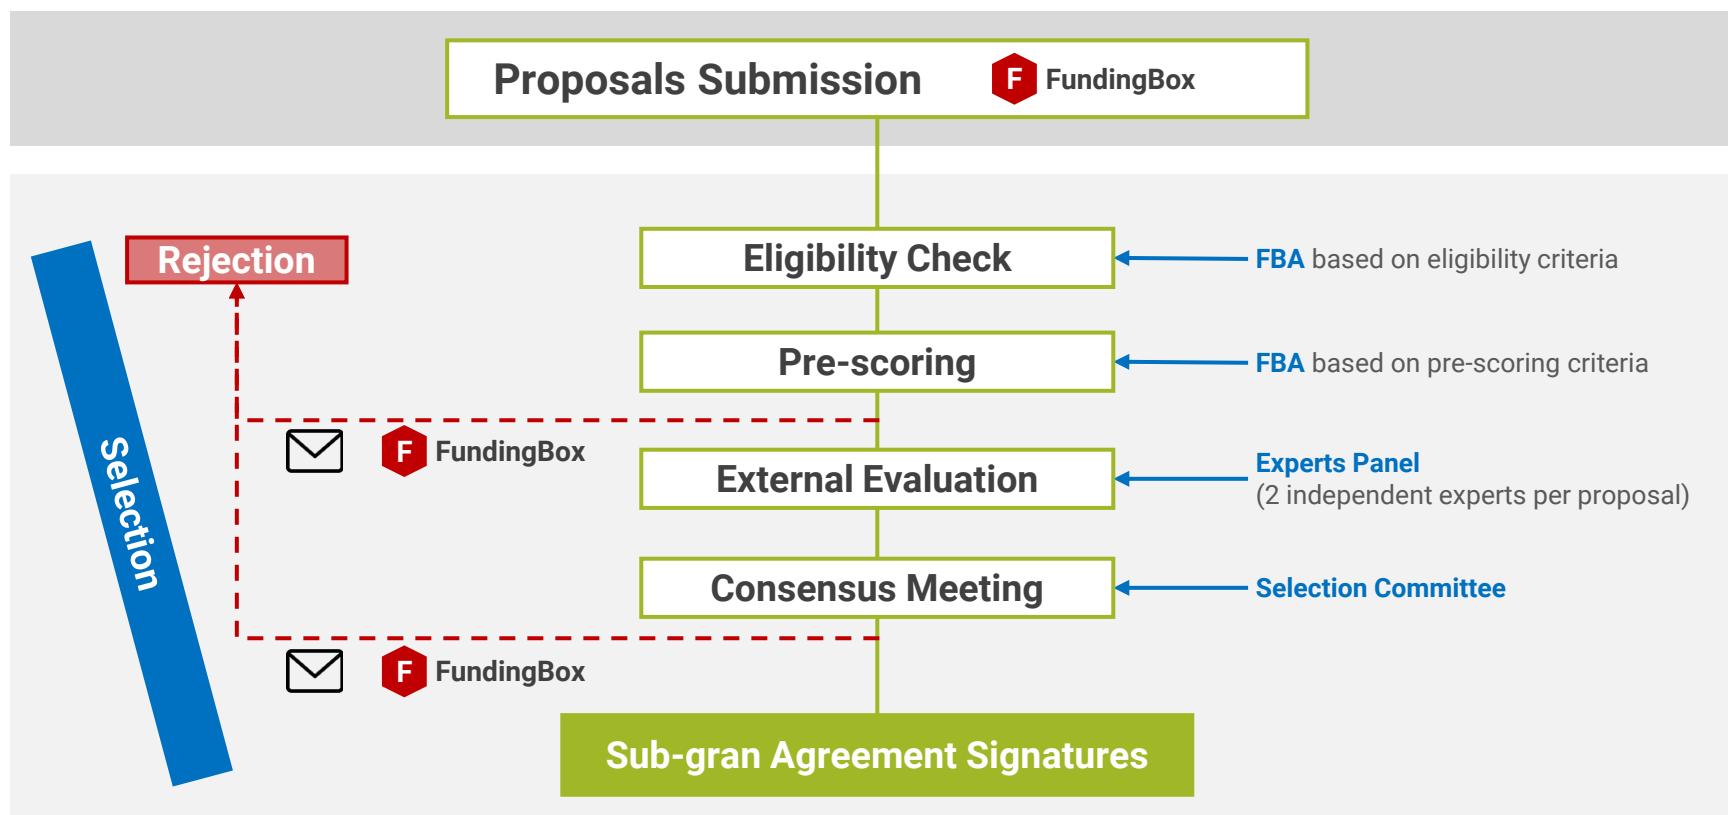 Proposals Submission
F FundingBox
Rejection
Eligibility Check
FBA based on eligibility criteria
Pre-scoring
FBA based on pre-scoring criteria
F FundingBox
External Evaluation
Experts Panel
(2 independent experts per proposal)
Selection
Consensus Meeting
Selection Committee
F FundingBox
Sub-gran Agreement Signatures